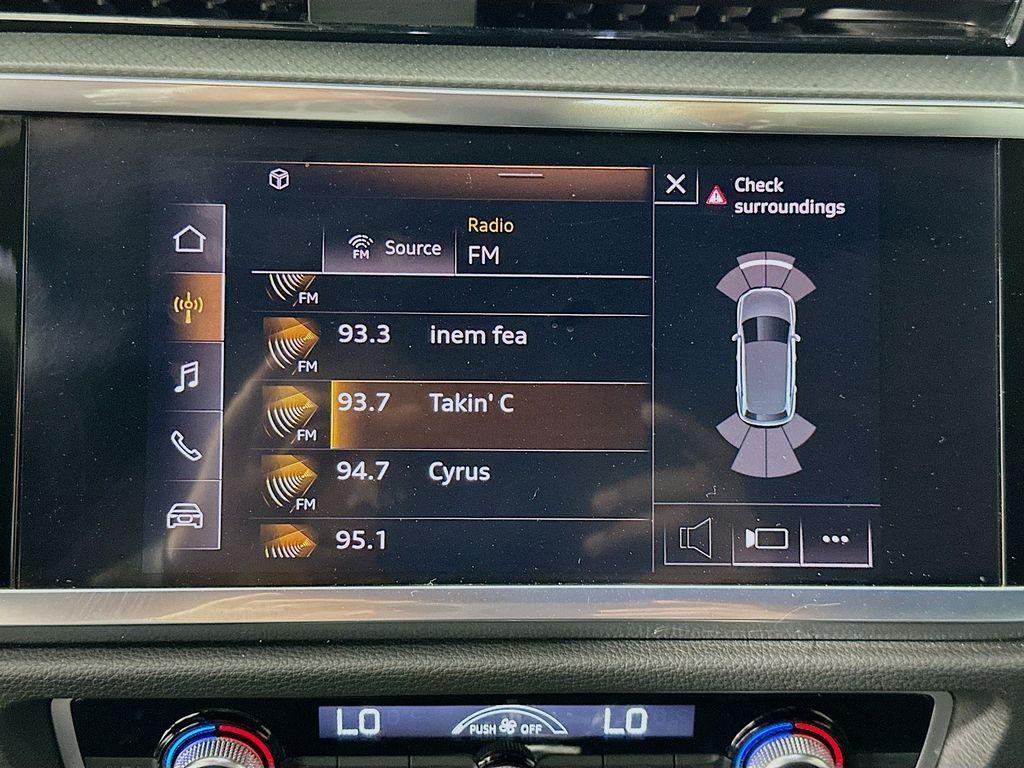 Radio
Source FM
FM
FM
93.3 inem fea
FM
93.7 Takin' C
FM
94.7 Cyrus
FM
95.1
Check
surroundings
LO PUSH OFF LO